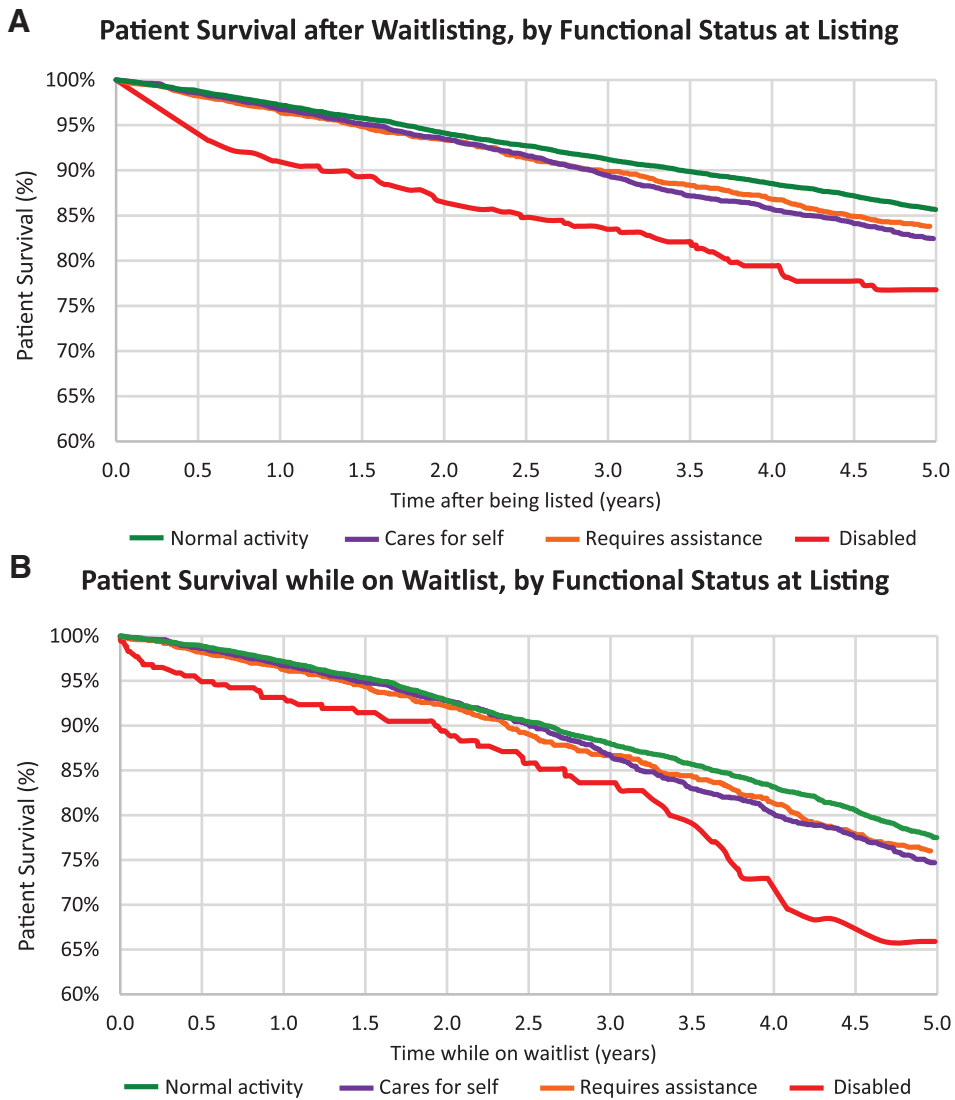 A
Patient Survival after Waitlisting, by Functional Status at Listing
Patient Survival (%)
100%
95%
90%
85%
80%
75%
70%
65%
60%
0.0 0.5 1.0 1.5 2.0 2.5 3.0 3.5 4.0 4.5 5.0
Time after being listed (years)
Normal activity Cares for self Requires assistance Disabled
B
Patient Survival while on Waitlist, by Functional Status at Listing
Patient Survival (%)
100%
95%
90%
85%
80%
75%
70%
65%
60%
0.0 0.5 1.0 1.5 2.0 2.5 3.0 3.5 4.0 4.5 5.0
Time while on waitlist (years)
Normal activity Cares for self Requires assistance Disabled